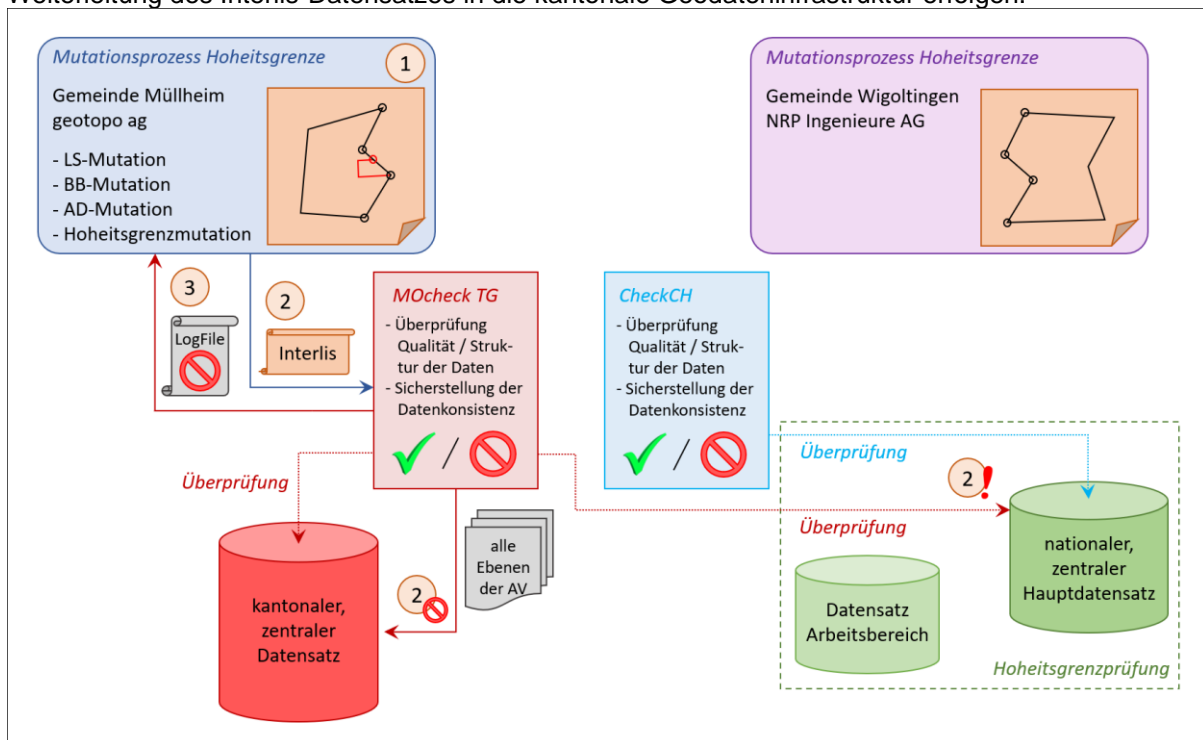 Weiterleitung des Interlis-Datensatzes in die kantonale Geodateninfrastruktur erfolgen.
Mutationsprozess Hoheitsgrenze
1
Gemeinde Müllheim
geotopo ag
- LS-Mutation
- BB-Mutation
- AD-Mutation
- Hoheitsgrenzmutation
Mutationsprozess Hoheitsgrenze
Gemeinde Wigoltingen
NRP Ingenieure AG
3
LogFile
2
Interlis
MOcheck TG
- Überprüfung
Qualität / Struk-
tur der Daten
- Sicherstellung der
Datenkonsistenz
/
CheckCH
- Überprüfung
Qualität / Struk-
tur der Daten
- Sicherstellung der
Datenkonsistenz
/
Überprüfung
Überprüfung
2!
Überprüfung
alle
Ebenen
der AV
2
kantonaler,
zentraler
Datensatz
Datensatz
Arbeitsbereich
nationaler,
zentraler
Hauptdatensatz
Hoheitsgrenzprüfung